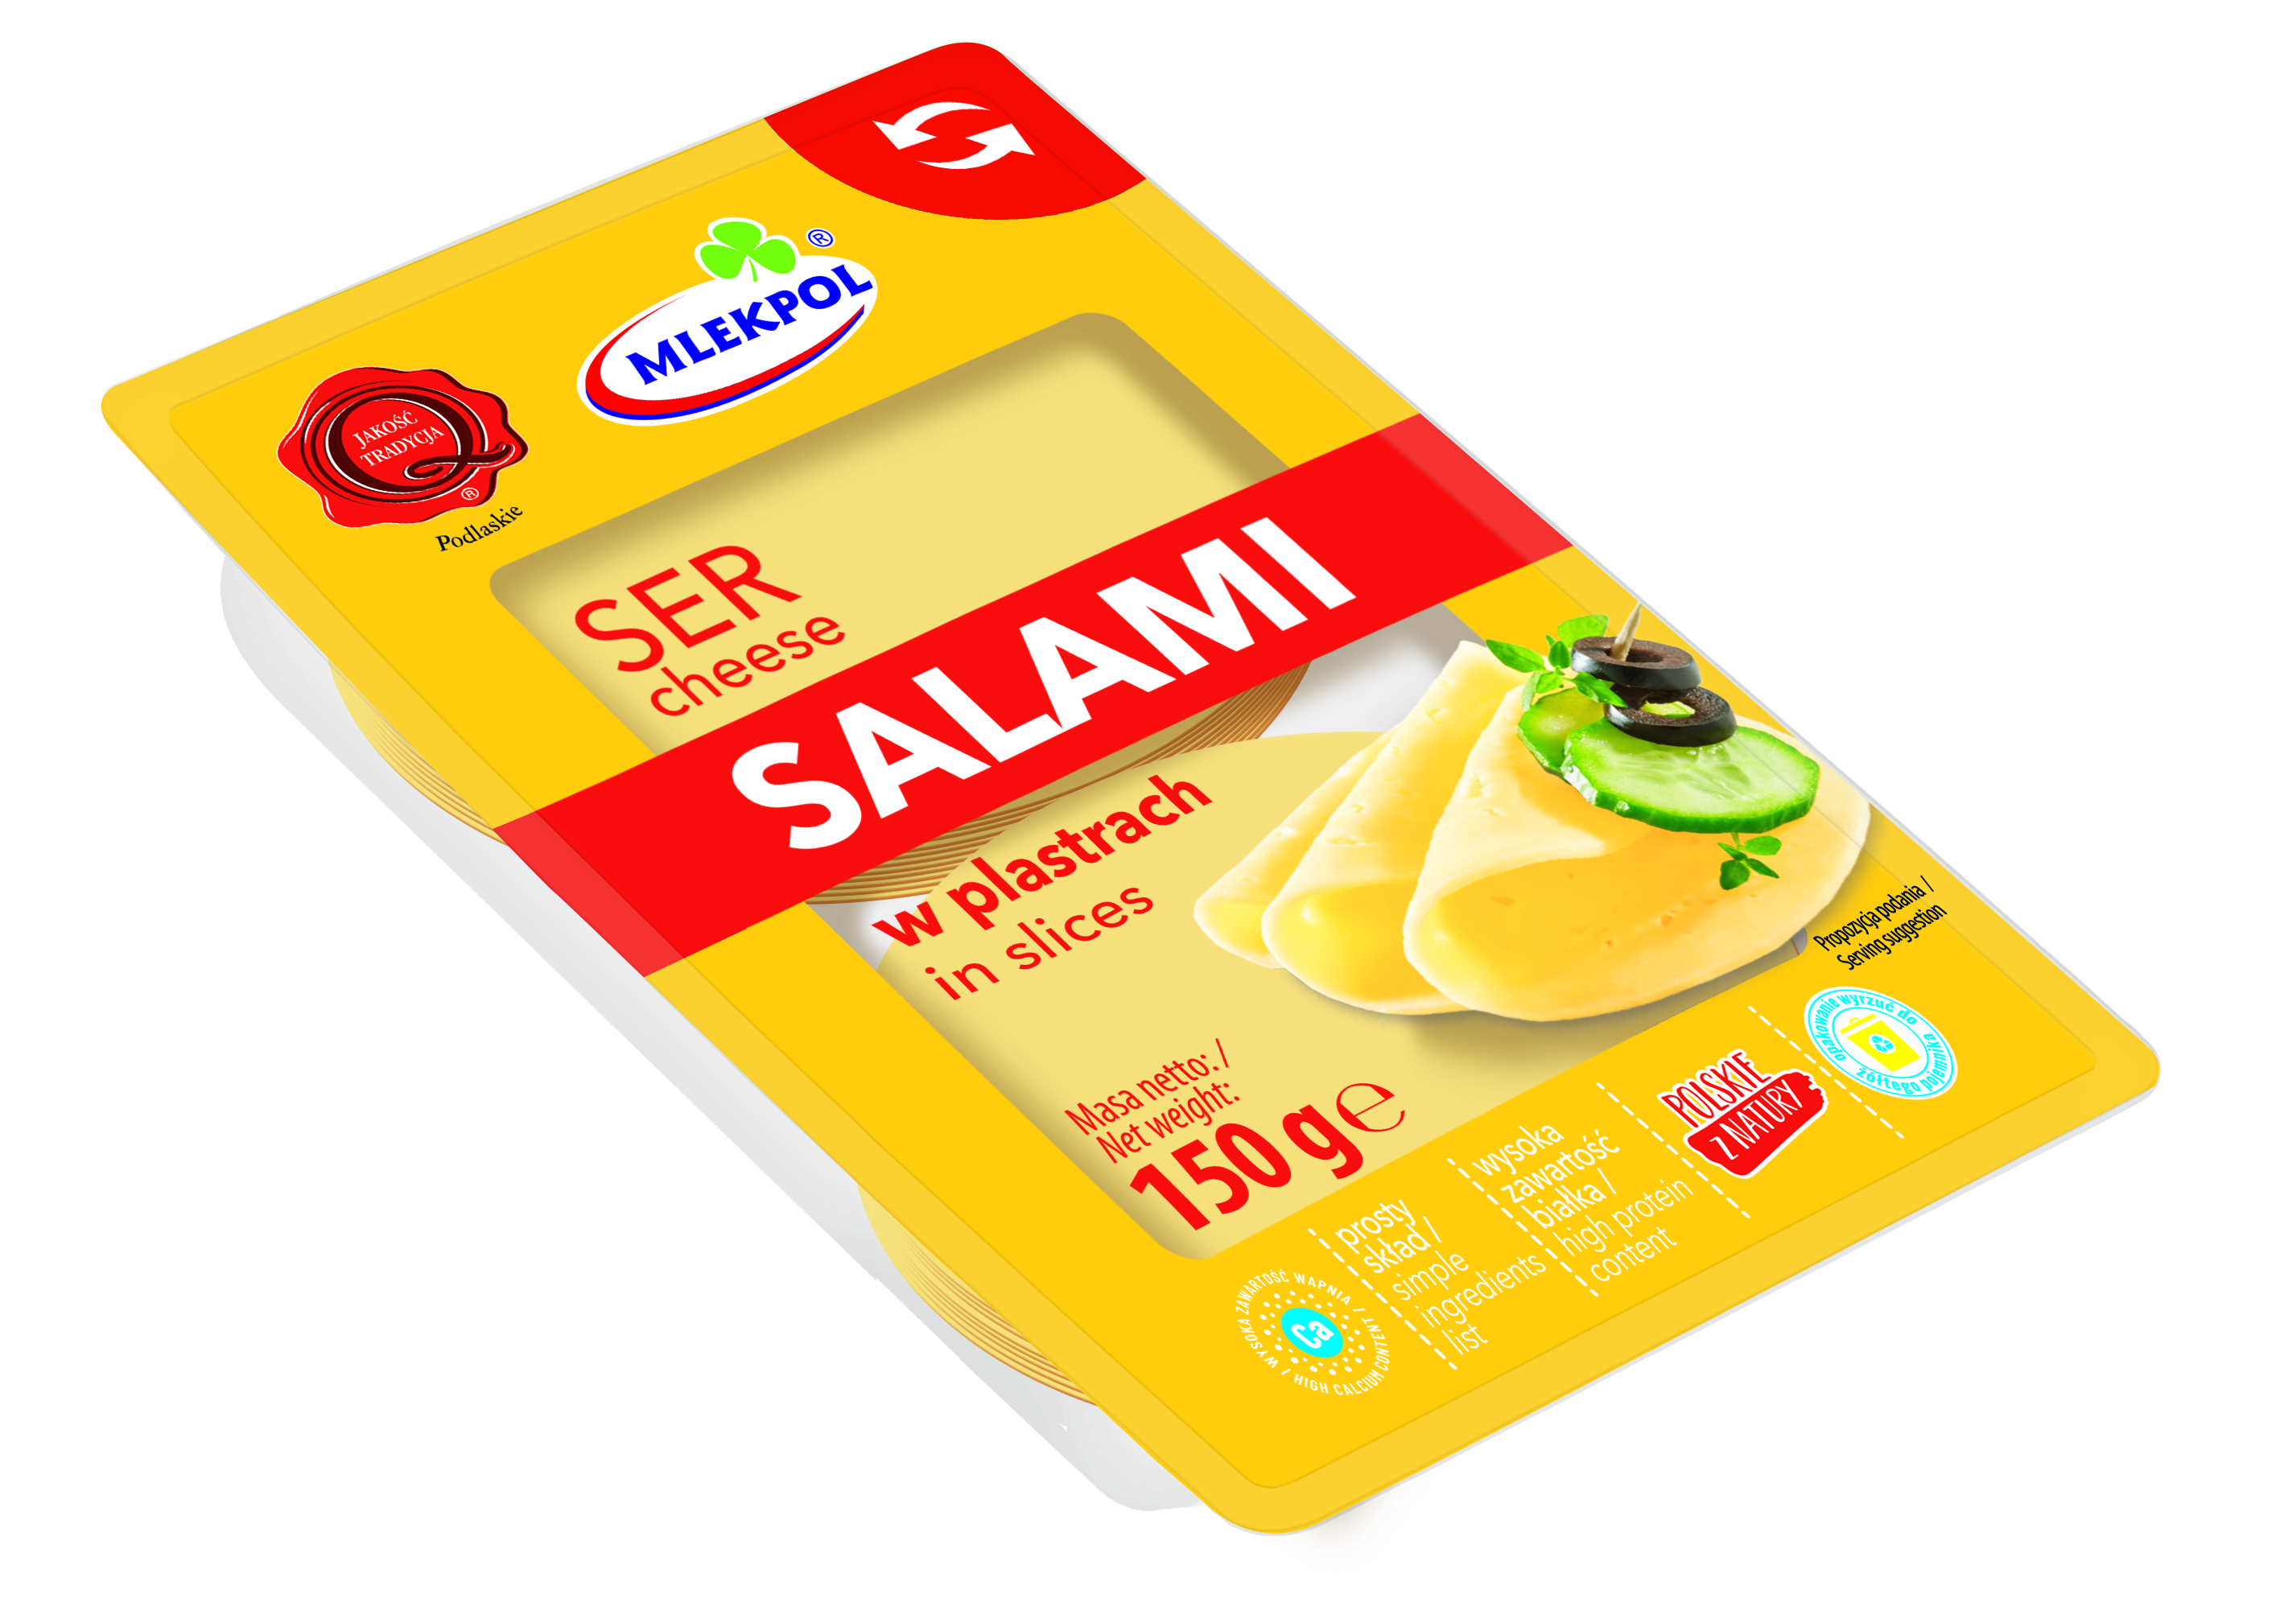 MLEKPOL ®
JAKOŚĆ
TRADYCJA
Q
®
Podlaskie
SER
cheese
SALAMI
w plastrach
in slices
Propozycja podania /
Serving suggestion
Masa netto: /
Net weight:
150 g ℮
WYSOKA ZAWARTOŚĆ WAPNIA / HIGH CALCIUM CONTENT /
Ca
prosty
skład /
simple
ingredients
list
wysoka
zawartość
białka /
high protein
content
POLSKIE
Z NATURY
opakowanie wyrzuć do
żółtego pojemnika